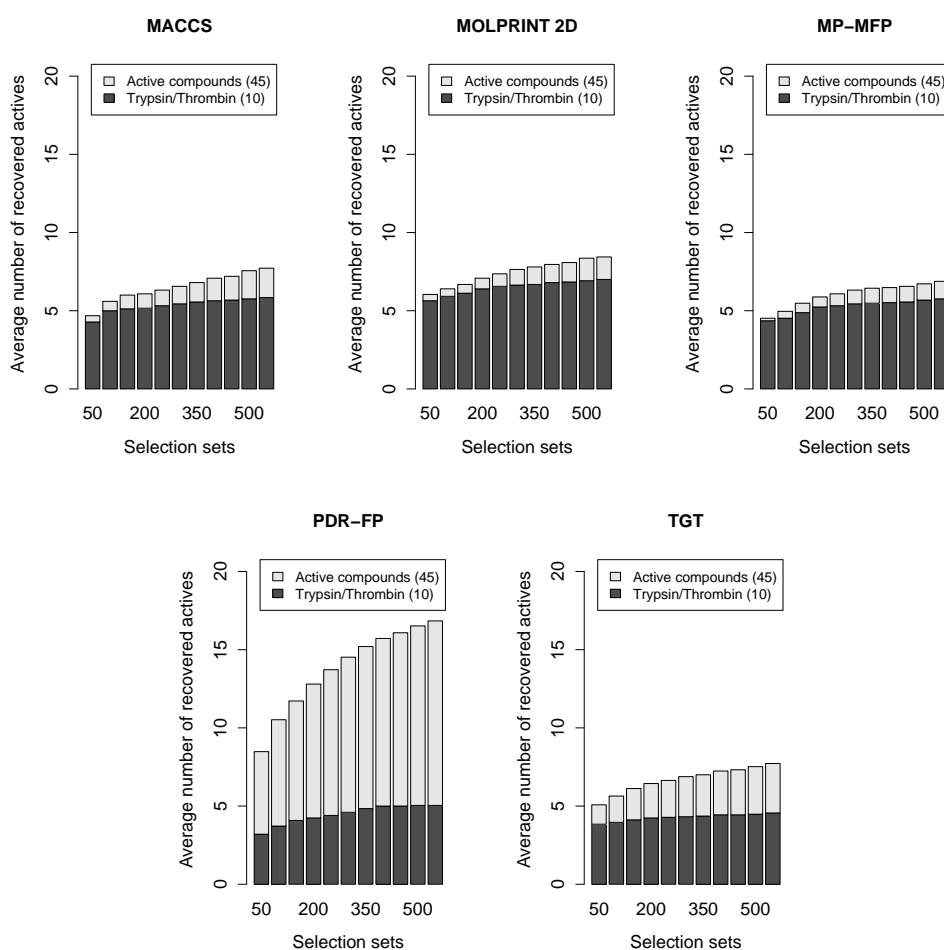 MACCS
Active compounds (45)
Trypsin/Thrombin (10)
Average number of recovered actives
0 5 10 15 20
50 200 350 500
Selection sets
MOLPRINT 2D
Active compounds (45)
Trypsin/Thrombin (10)
Average number of recovered actives
0 5 10 15 20
50 200 350 500
Selection sets
MP−MFP
Active compounds (45)
Trypsin/Thrombin (10)
Average number of recovered actives
0 5 10 15 20
50 200 350 500
Selection sets
PDR−FP
Active compounds (45)
Trypsin/Thrombin (10)
Average number of recovered actives
0 5 10 15 20
50 200 350 500
Selection sets
TGT
Active compounds (45)
Trypsin/Thrombin (10)
Average number of recovered actives
0 5 10 15 20
50 200 350 500
Selection sets